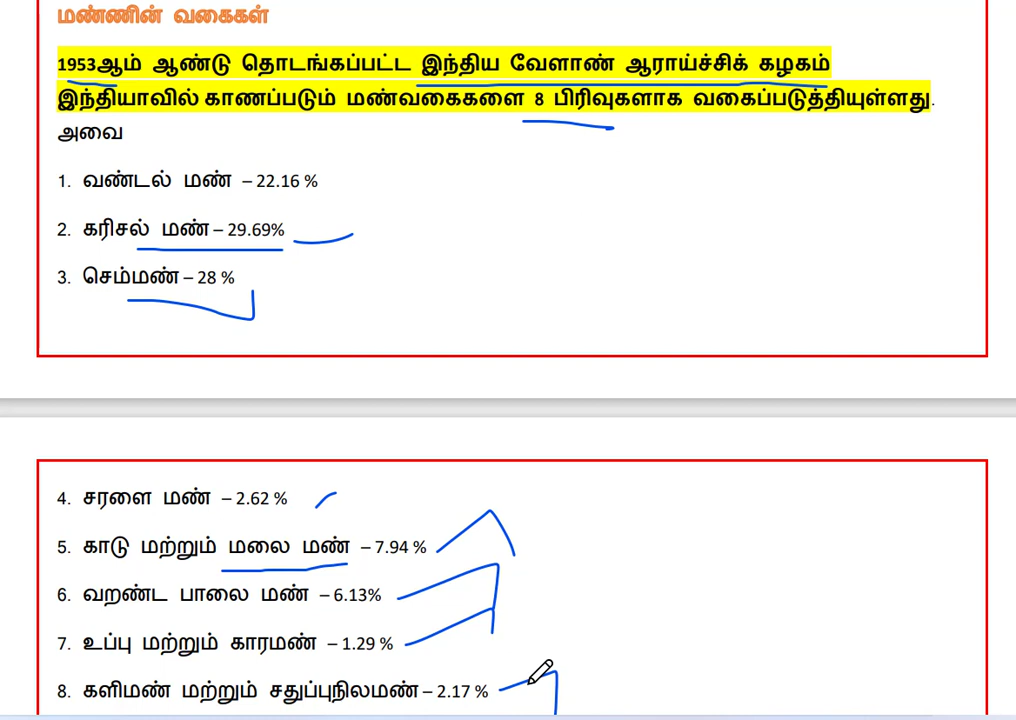 மண்ணின் வகைகள்
1953ஆம் ஆண்டு தொடங்கப்பட்ட இந்திய வேளாண் ஆராய்ச்சிக் கழகம்
இந்தியாவில் காணப்படும் மண்வகைகளை 8 பிரிவுகளாக வகைப்படுத்தியுள்ளது.
அவை
1. வண்டல் மண் – 22.16 %
2. கரிசல் மண் – 29.69%
3. செம்மண் – 28 %
4. சரளை மண் – 2.62 %
5. காடு மற்றும் மலை மண் – 7.94 %
6. வறண்ட பாலை மண் – 6.13%
7. உப்பு மற்றும் காரமண் – 1.29 %
8. களிமண் மற்றும் சதுப்புநிலமண் – 2.17 %